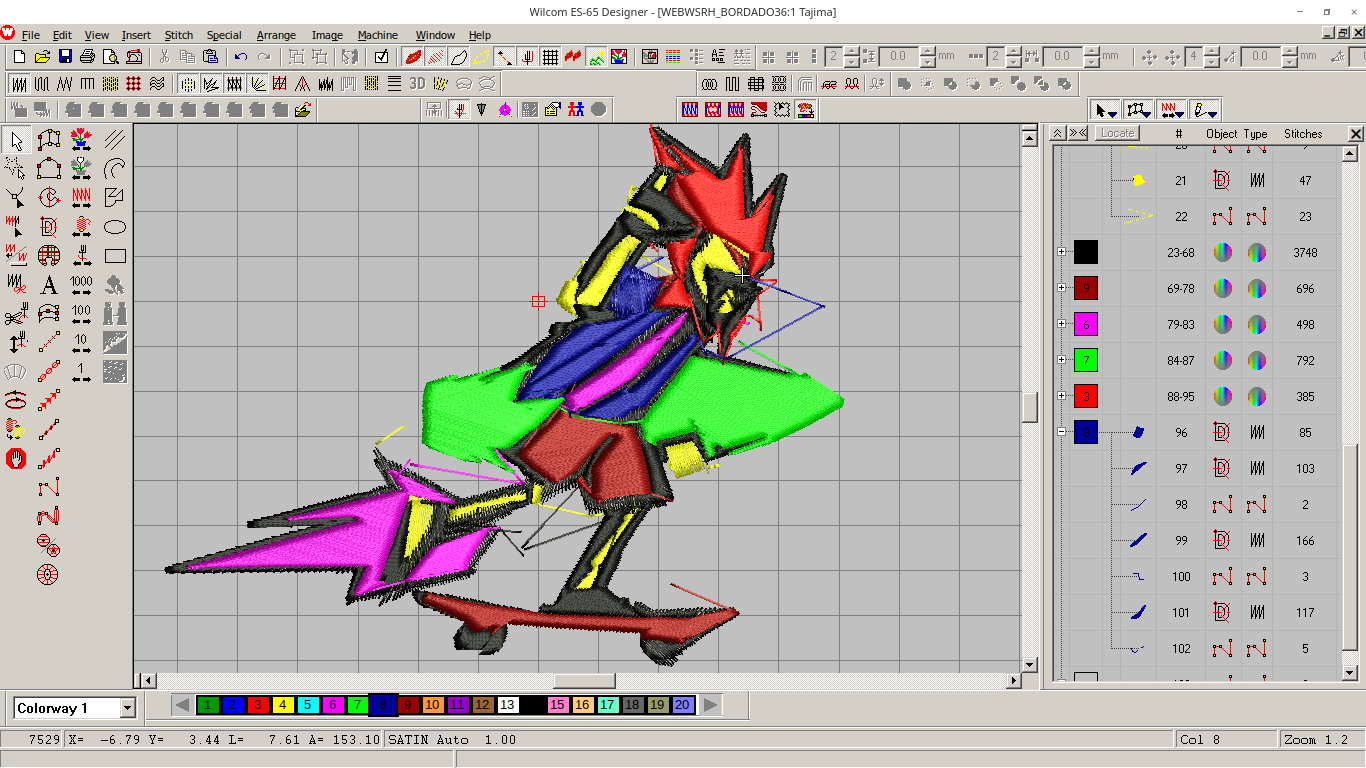 Wilcom ES-65 Designer - [WEBWSRH_BORDADO36:1 Tajima]
File Edit View Insert Stitch Special Arrange Image Machine Window Help
2 0.0 mm 2 0.0 mm 4 0.0 mm
3D
Locate # Object Type Stitches
21 47
22 23
23-68 3748
9 69-78 696
6 79-83 498
7 84-87 792
3 88-95 385
8 96 85
97 103
98 2
99 166
100 3
101 117
102 5
A 1000
100
10
1
Colorway 1 1 2 3 4 5 6 7 8 9 10 11 12 13 15 16 17 18 19 20
7529 X= -6.79 Y= 3.44 L= 7.61 A= 153.10 SATIN Auto 1.00 Col 8 Zoom 1.2